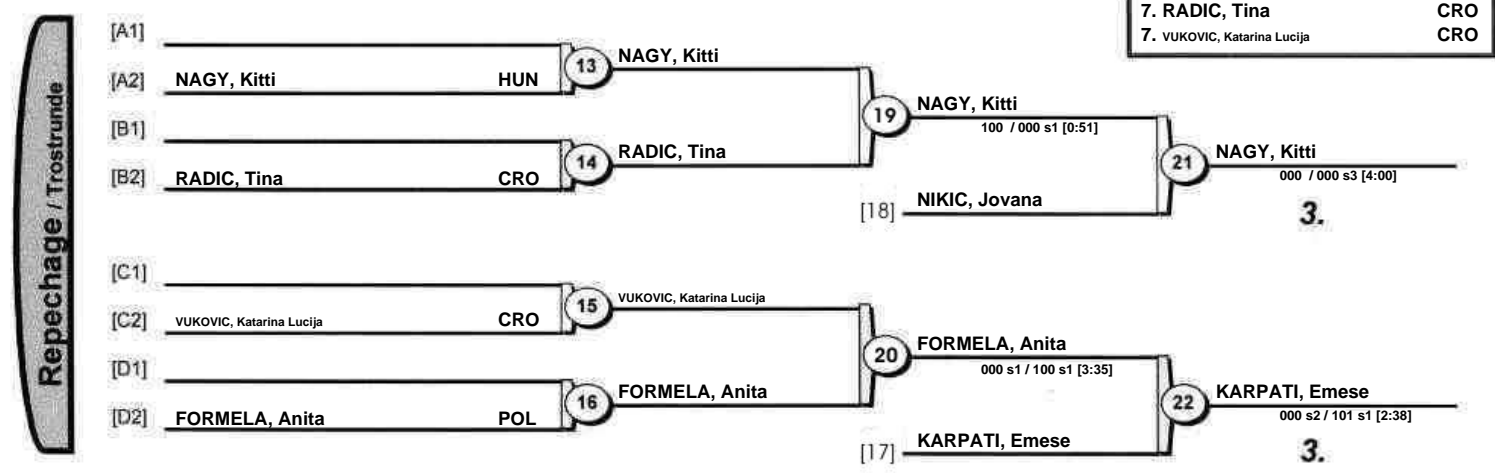 7. RADIC, Tina CRO
7. VUKOVIC, Katarina Lucija CRO
Repechage / Trostrunde
[A1]
13 NAGY, Kitti
[A2] NAGY, Kitti HUN
19 NAGY, Kitti
100 / 000 s1 [0:51]
[B1]
14 RADIC, Tina
21 NAGY, Kitti
000 / 000 s3 [4:00]
[B2] RADIC, Tina CRO
[18] NIKIC, Jovana
3.
[C1]
15 VUKOVIC, Katarina Lucija
[C2] VUKOVIC, Katarina Lucija CRO
20 FORMELA, Anita
000 s1 / 100 s1 [3:35]
[D1]
16 FORMELA, Anita
22 KARPATI, Emese
000 s2 / 101 s1 [2:38]
[D2] FORMELA, Anita POL
[17] KARPATI, Emese
3.